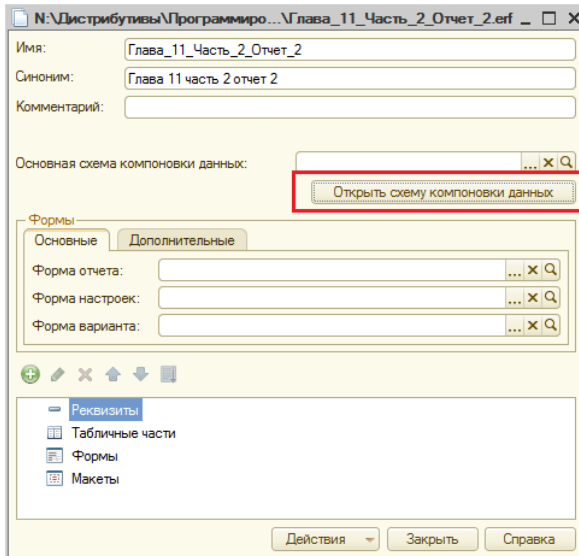 N:\Дистрибутивы\Программиро...\Глава_11_Часть_2_Отчет_2.erf
Имя: Глава_11_Часть_2_Отчет_2
Синоним: Глава 11 часть 2 отчет 2
Комментарий:
Основная схема компоновки данных:
Открыть схему компоновки данных
Формы
Основные Дополнительные
Форма отчета:
Форма настроек:
Форма варианта:
Реквизиты
Табличные части
Формы
Макеты
Действия Закрыть Справка